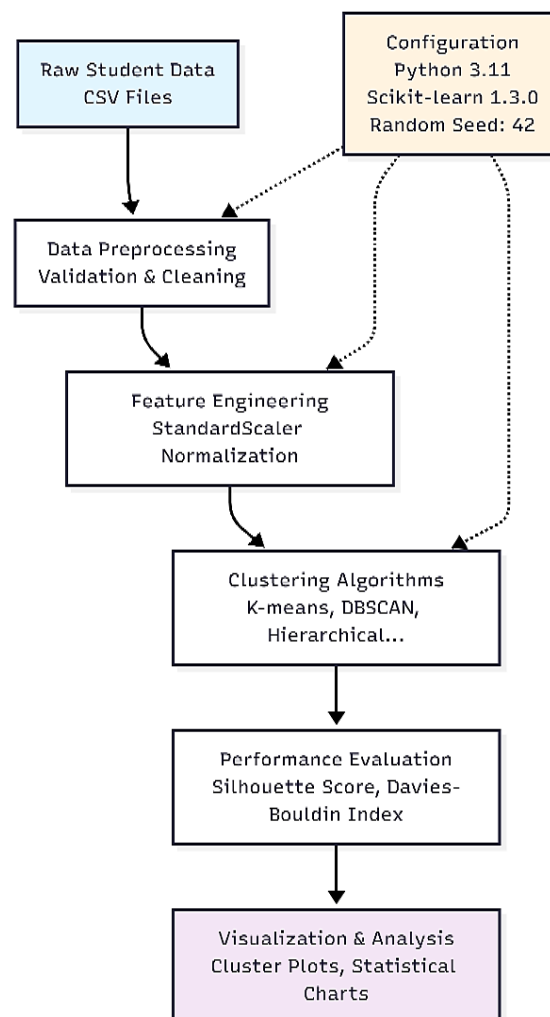 Raw Student Data
CSV Files
Configuration
Python 3.11
Scikit-learn 1.3.0
Random Seed: 42
Data Preprocessing
Validation & Cleaning
Feature Engineering
StandardScaler
Normalization
Clustering Algorithms
K-means, DBSCAN,
Hierarchical...
Performance Evaluation
Silhouette Score, Davies-
Bouldin Index
Visualization & Analysis
Cluster Plots, Statistical
Charts